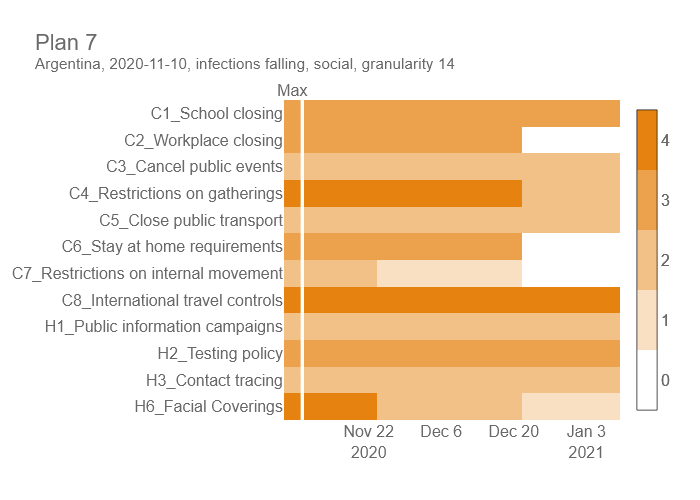 Plan 7
Argentina, 2020-11-10, infections falling, social, granularity 14
Max
C1_School closing
C2_Workplace closing
C3_Cancel public events
C4_Restrictions on gatherings
C5_Close public transport
C6_Stay at home requirements
C7_Restrictions on internal movement
C8_International travel controls
H1_Public information campaigns
H2_Testing policy
H3_Contact tracing
H6_Facial Coverings
4
3
2
1
0
Nov 22 Dec 6 Dec 20 Jan 3
2020 2021